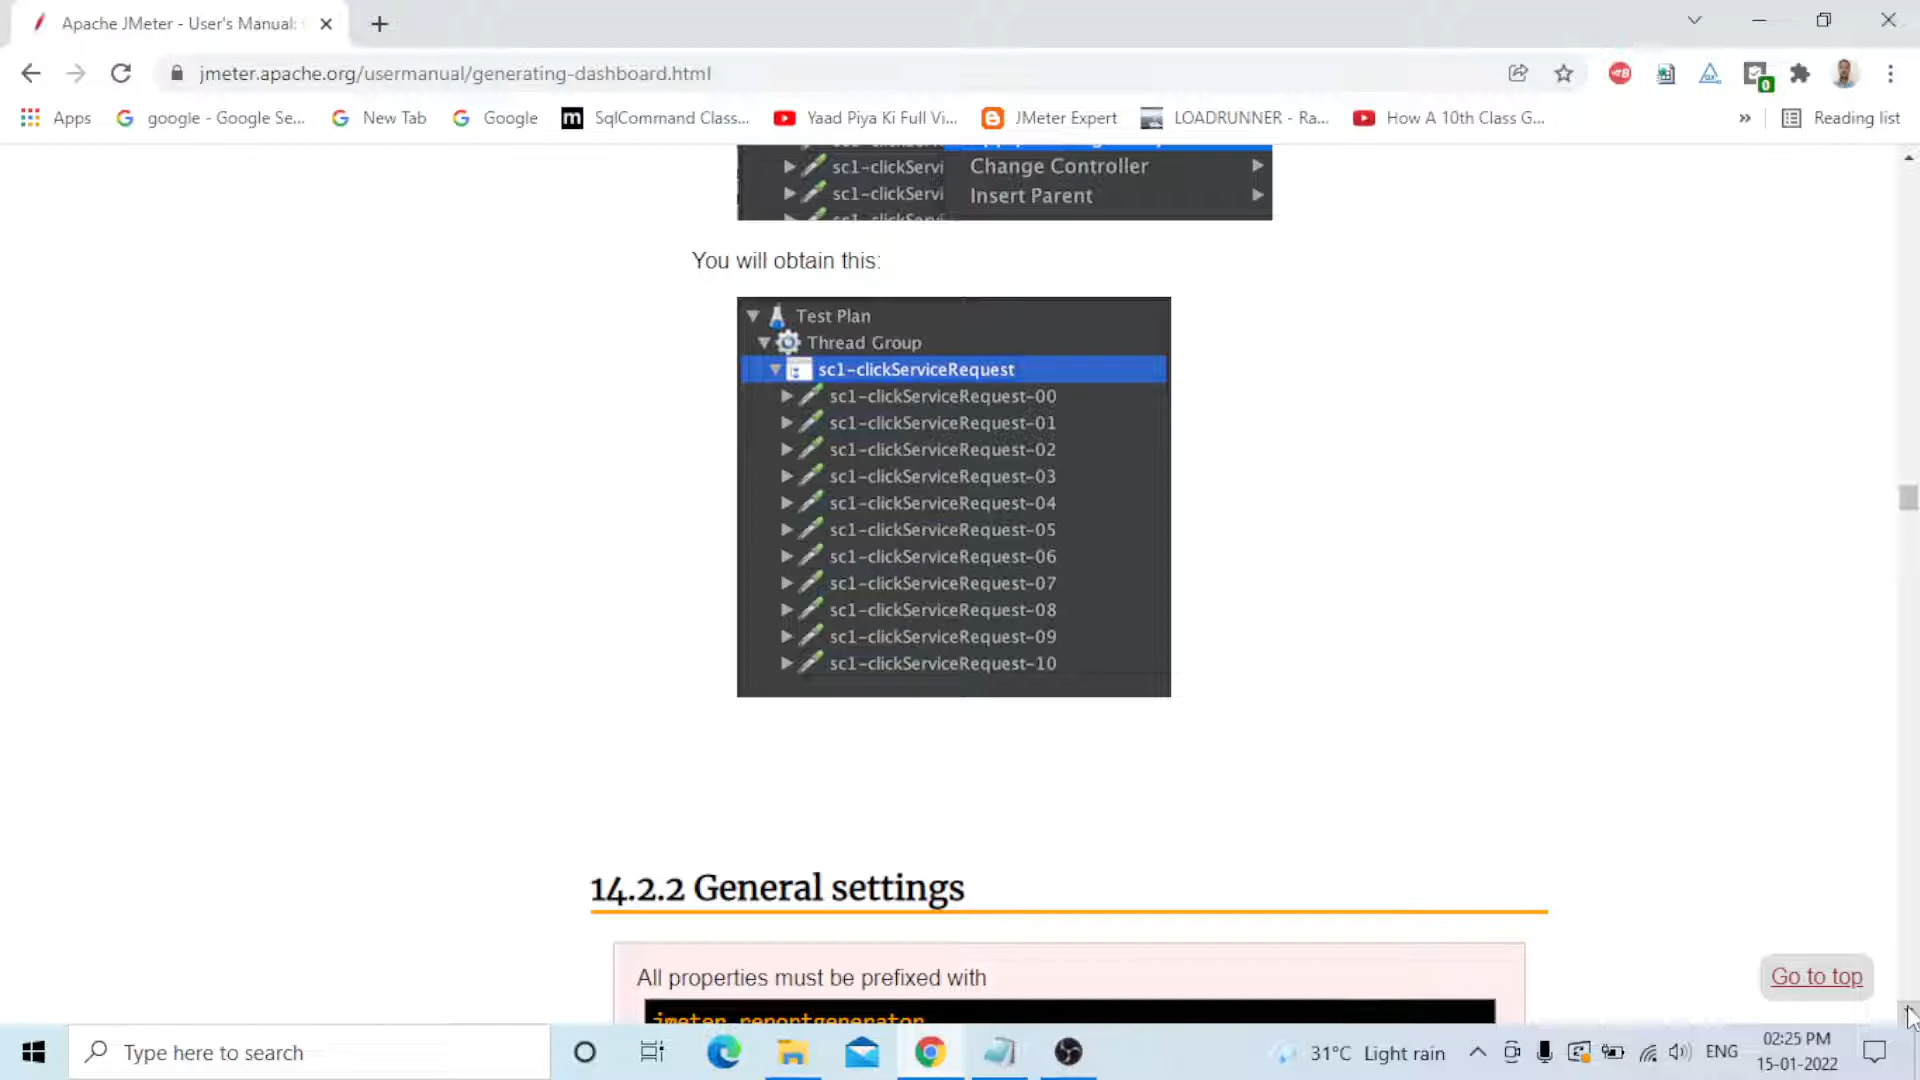 Apache JMeter - User's Manual:
jmeter.apache.org/usermanual/generating-dashboard.html
0
Apps
google - Google Se...
New Tab
Google
m
SqlCommand Class...
Yaad Piya Ki Full Vi...
JMeter Expert
LOADRUNNER - Ra...
How A 10th Class G...
»
Reading list
sc1-clickServi
Change Controller
sc1-clickServi
Insert Parent
You will obtain this:
Test Plan
Thread Group
sc1-clickServiceRequest
sc1-clickServiceRequest-00
sc1-clickServiceRequest-01
sc1-clickServiceRequest-02
sc1-clickServiceRequest-03
sc1-clickServiceRequest-04
sc1-clickServiceRequest-05
sc1-clickServiceRequest-06
sc1-clickServiceRequest-07
sc1-clickServiceRequest-08
sc1-clickServiceRequest-09
sc1-clickServiceRequest-10
14.2.2 General settings
All properties must be prefixed with
jmeter.reportgenerator.
Go to top
Type here to search
31°C Light rain
ENG
02:25 PM
15-01-2022